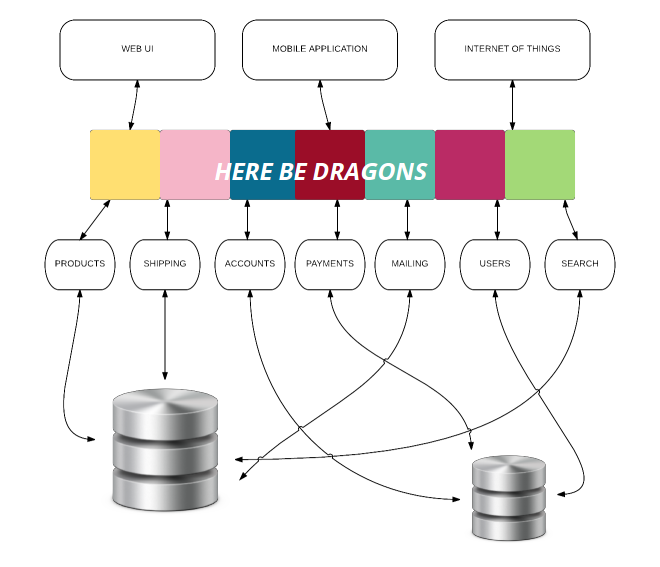 WEB UI
MOBILE APPLICATION
INTERNET OF THINGS
HERE BE DRAGONS
PRODUCTS
SHIPPING
ACCOUNTS
PAYMENTS
MAILING
USERS
SEARCH